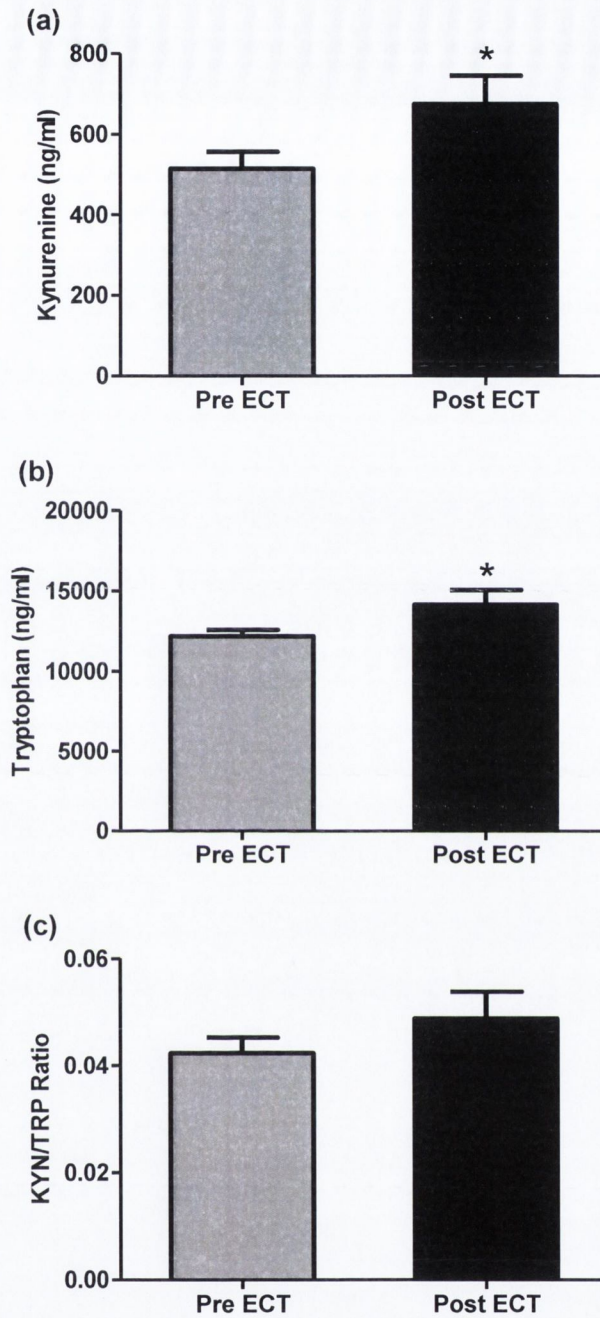 (a)
800
600
400
200
0
Kynurenine (ng/ml)
*
Pre ECT
Post ECT
(b)
20000
15000
10000
5000
0
Tryptophan (ng/ml)
*
Pre ECT
Post ECT
(c)
0.06
0.04
0.02
0.00
KYN/TRP Ratio
Pre ECT
Post ECT